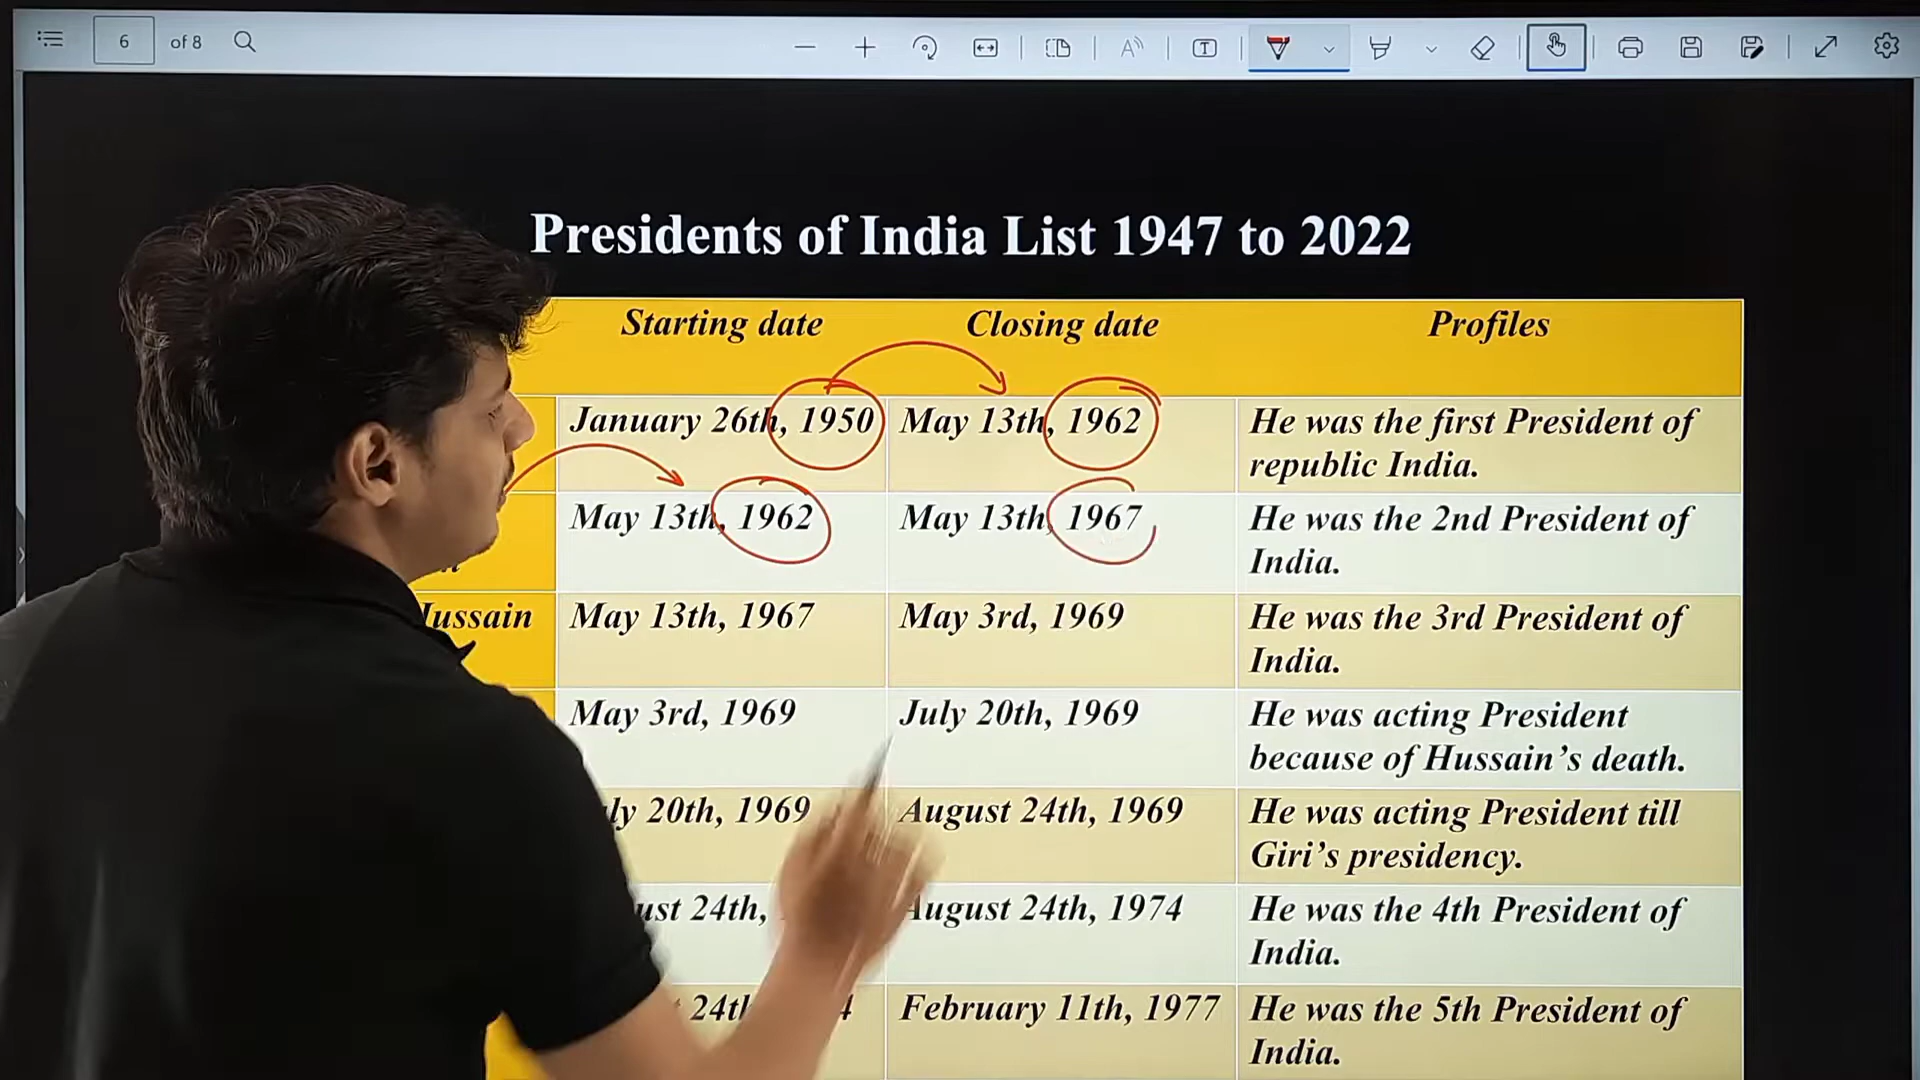 6 of 8
Presidents of India List 1947 to 2022
Starting date Closing date Profiles
January 26th, 1950 May 13th, 1962 He was the first President of
republic India.
May 13th, 1962 May 13th, 1967 He was the 2nd President of
India.
Hussain May 13th, 1967 May 3rd, 1969 He was the 3rd President of
India.
May 3rd, 1969 July 20th, 1969 He was acting President
because of Hussain’s death.
ly 20th, 1969 August 24th, 1969 He was acting President till
Giri’s presidency.
ust 24th, August 24th, 1974 He was the 4th President of
India.
24th February 11th, 1977 He was the 5th President of
India.